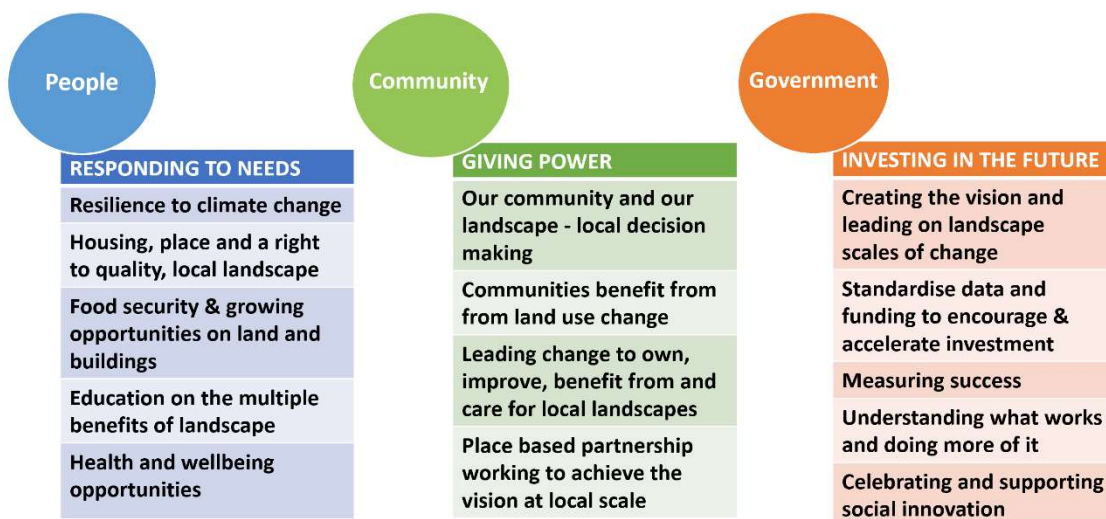 People
RESPONDING TO NEEDS
Resilience to climate change
Housing, place and a right
to quality, local landscape
Food security & growing
opportunities on land and
buildings
Education on the multiple
benefits of landscape
Health and wellbeing
opportunities
Community
GIVING POWER
Our community and our
landscape - local decision
making
Communities benefit from
from land use change
Leading change to own,
improve, benefit from and
care for local landscapes
Place based partnership
working to achieve the
vision at local scale
Government
INVESTING IN THE FUTURE
Creating the vision and
leading on landscape
scales of change
Standardise data and
funding to encourage &
accelerate investment
Measuring success
Understanding what works
and doing more of it
Celebrating and supporting
social innovation